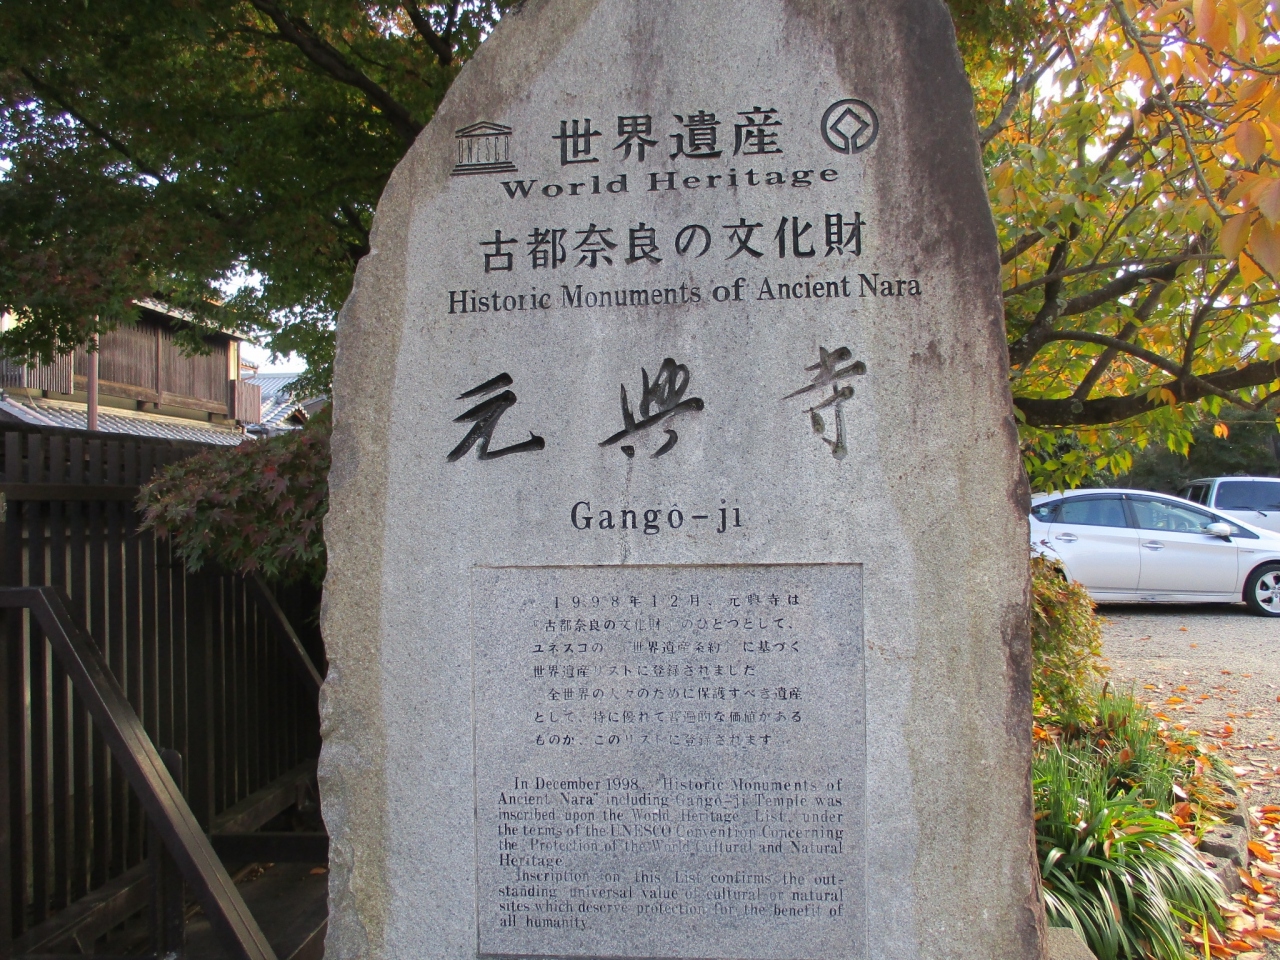 UNESCO
世界遺産
World Heritage
古都奈良の文化財
Historic Monuments of Ancient Nara
元興寺
Gangō-ji
1998年12月、元興寺は
「古都奈良の文化財」のひとつとして、
ユネスコの「世界遺産条約」に基づく
世界遺産リストに登録されました
全世界の人々のために保護すべき遺産
として、特に優れて普遍的な価値がある
ものが、このリストに登録されます
In December 1998, "Historic Monuments of
Ancient Nara" including Gangō-ji Temple was
inscribed upon the World Heritage List under
the terms of the UNESCO Convention Concerning
the Protection of the World Cultural and Natural
Heritage.
Inscription on this List confirms the out-
standing universal value of cultural or natural
sites which deserve protection for the benefit of
all humanity.